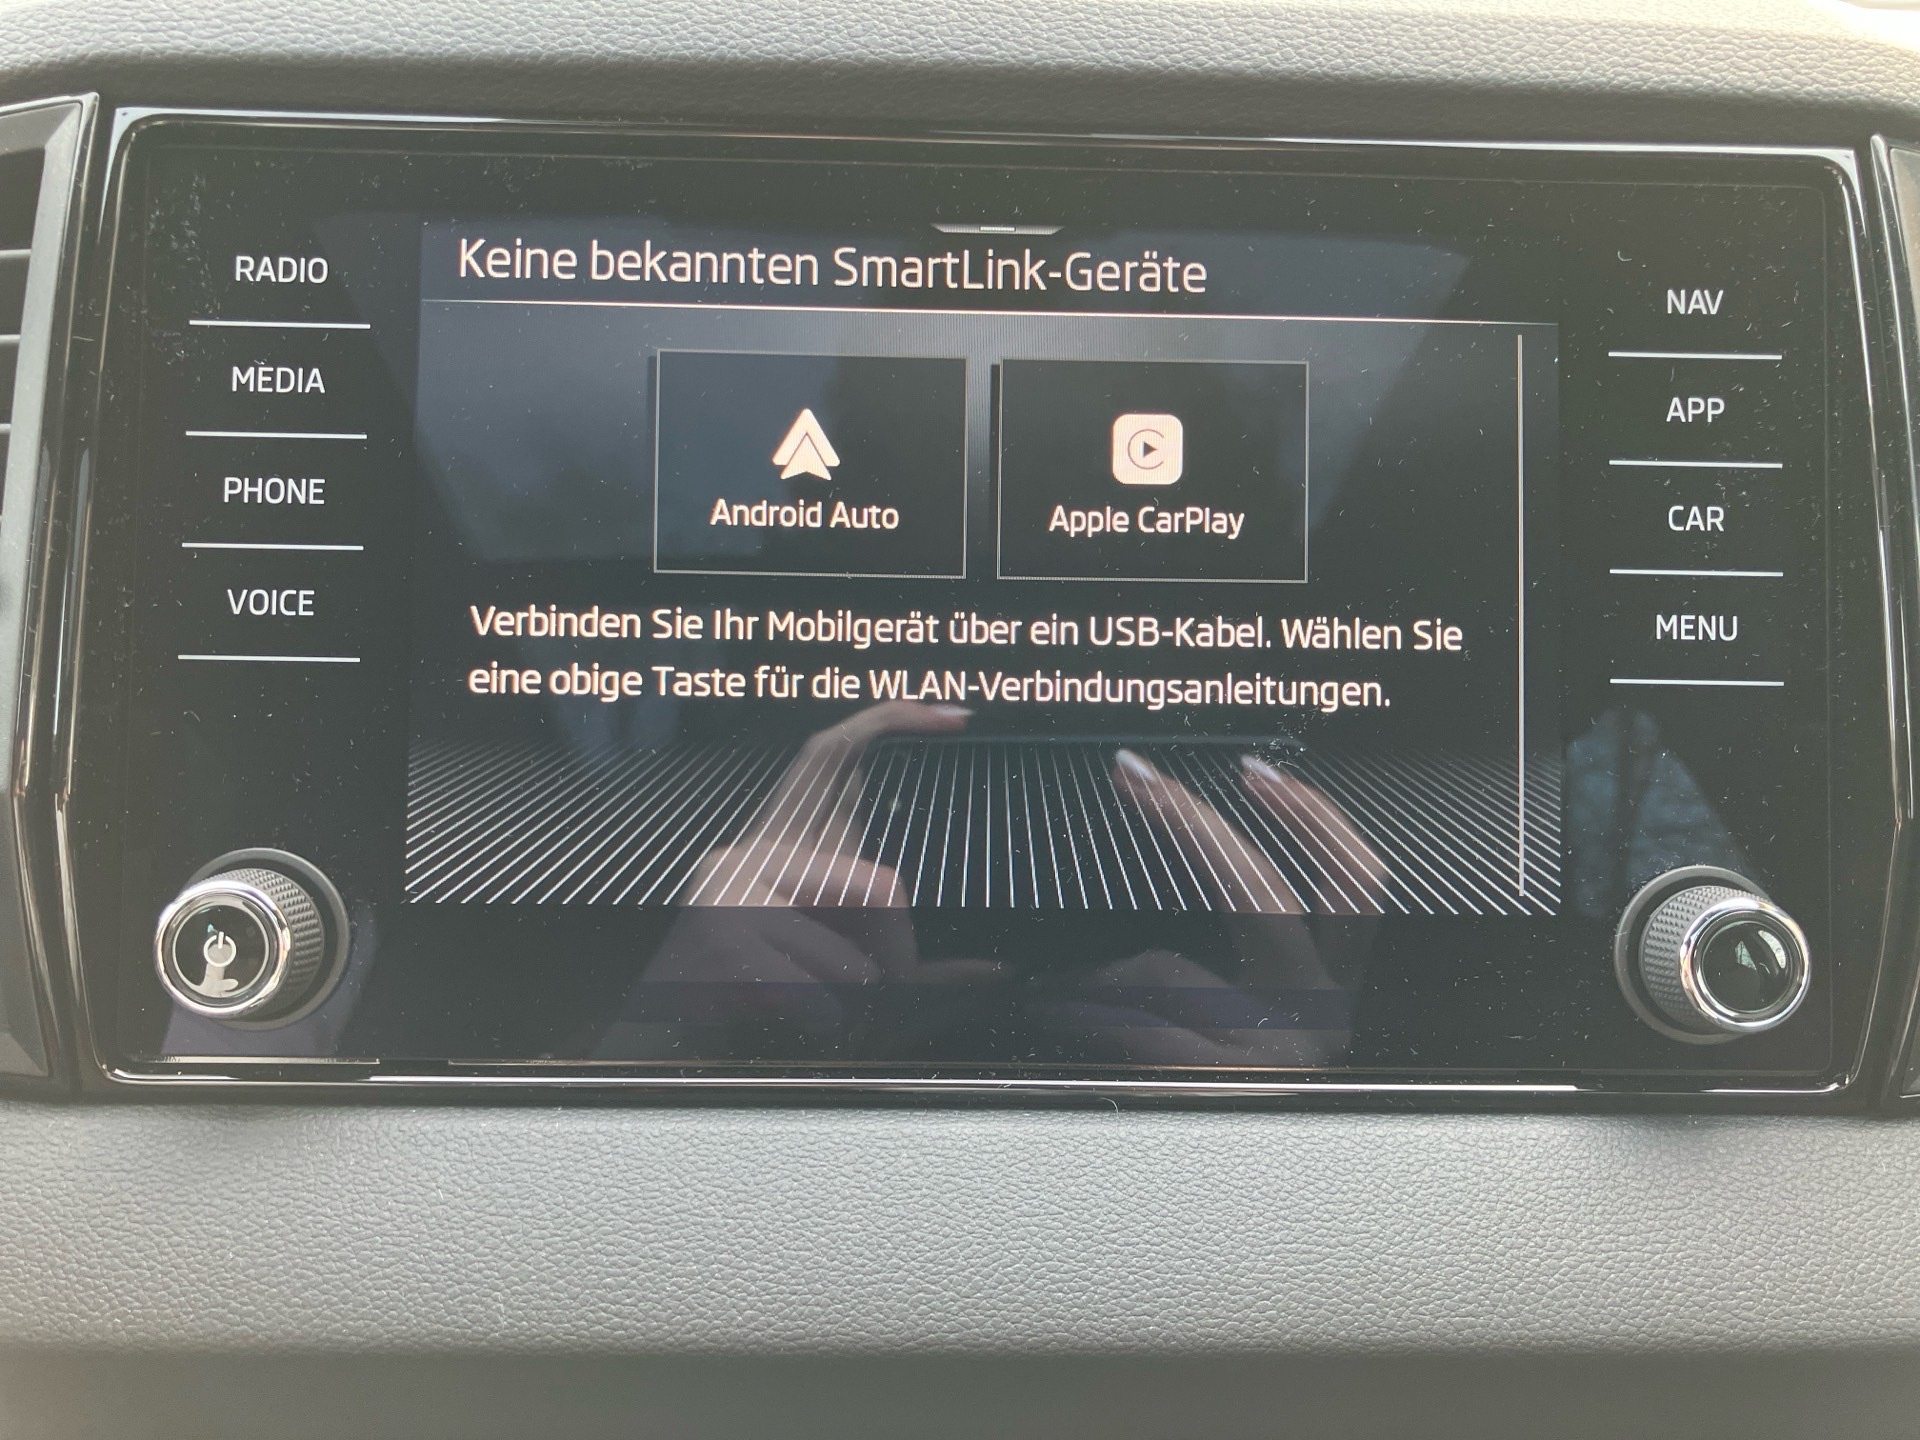 Keine bekannten SmartLink-Geräte
RADIO
MEDIA
PHONE
VOICE
Android Auto
Apple CarPlay
Verbinden Sie Ihr Mobilgerät über ein USB-Kabel. Wählen Sie
eine obige Taste für die WLAN-Verbindungsanleitungen.
NAV
APP
CAR
MENU